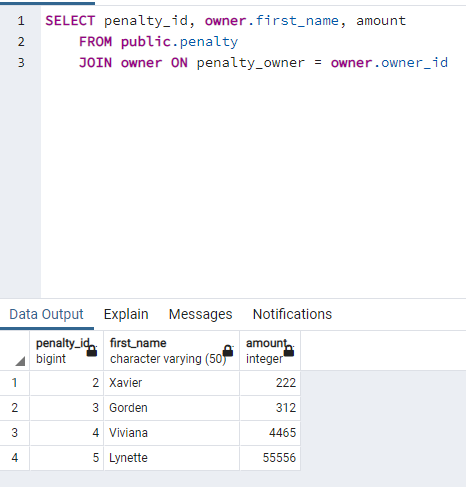 1 SELECT penalty_id, owner.first_name, amount
2 FROM public.penalty
3 JOIN owner ON penalty_owner = owner.owner_id
Data Output Explain Messages Notifications
penalty_id first_name amount
bigint character varying (50) integer
1 2 Xavier 222
2 3 Gorden 312
3 4 Viviana 4465
4 5 Lynette 55556